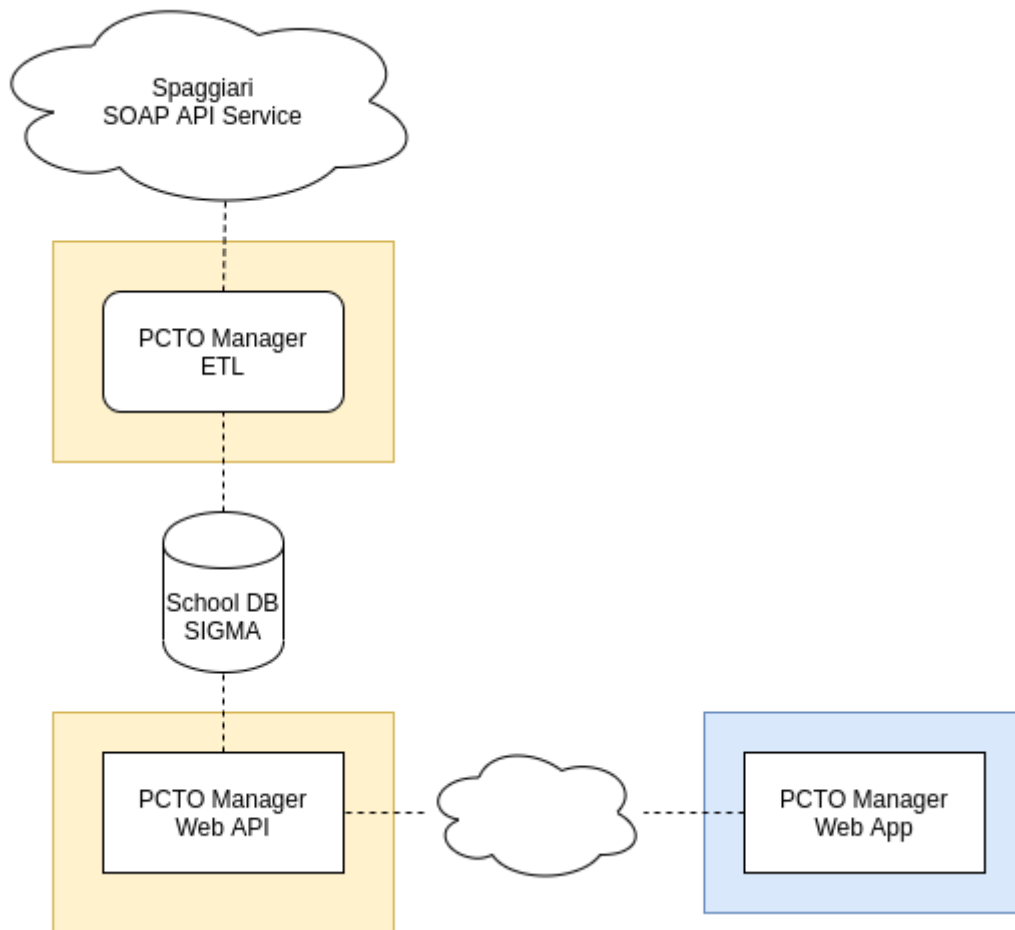 Spaggiari
SOAP API Service
PCTO Manager
ETL
School DB
SIGMA
PCTO Manager
Web API
PCTO Manager
Web App